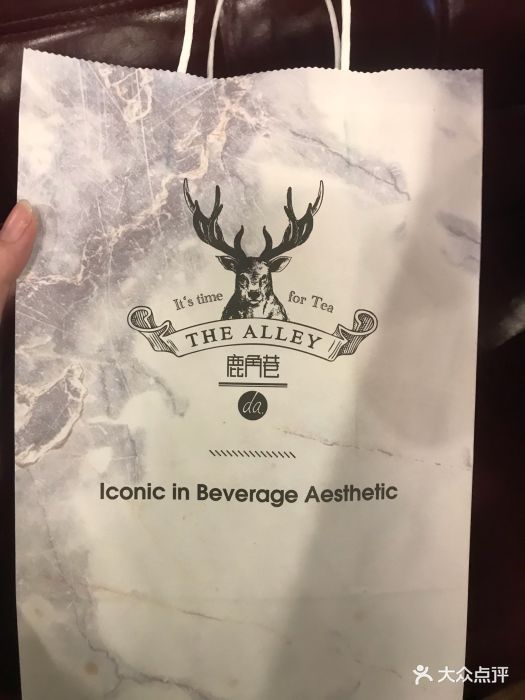 It's time for Tea
THE ALLEY
鹿角巷
da.
Iconic in Beverage Aesthetic
大众点评